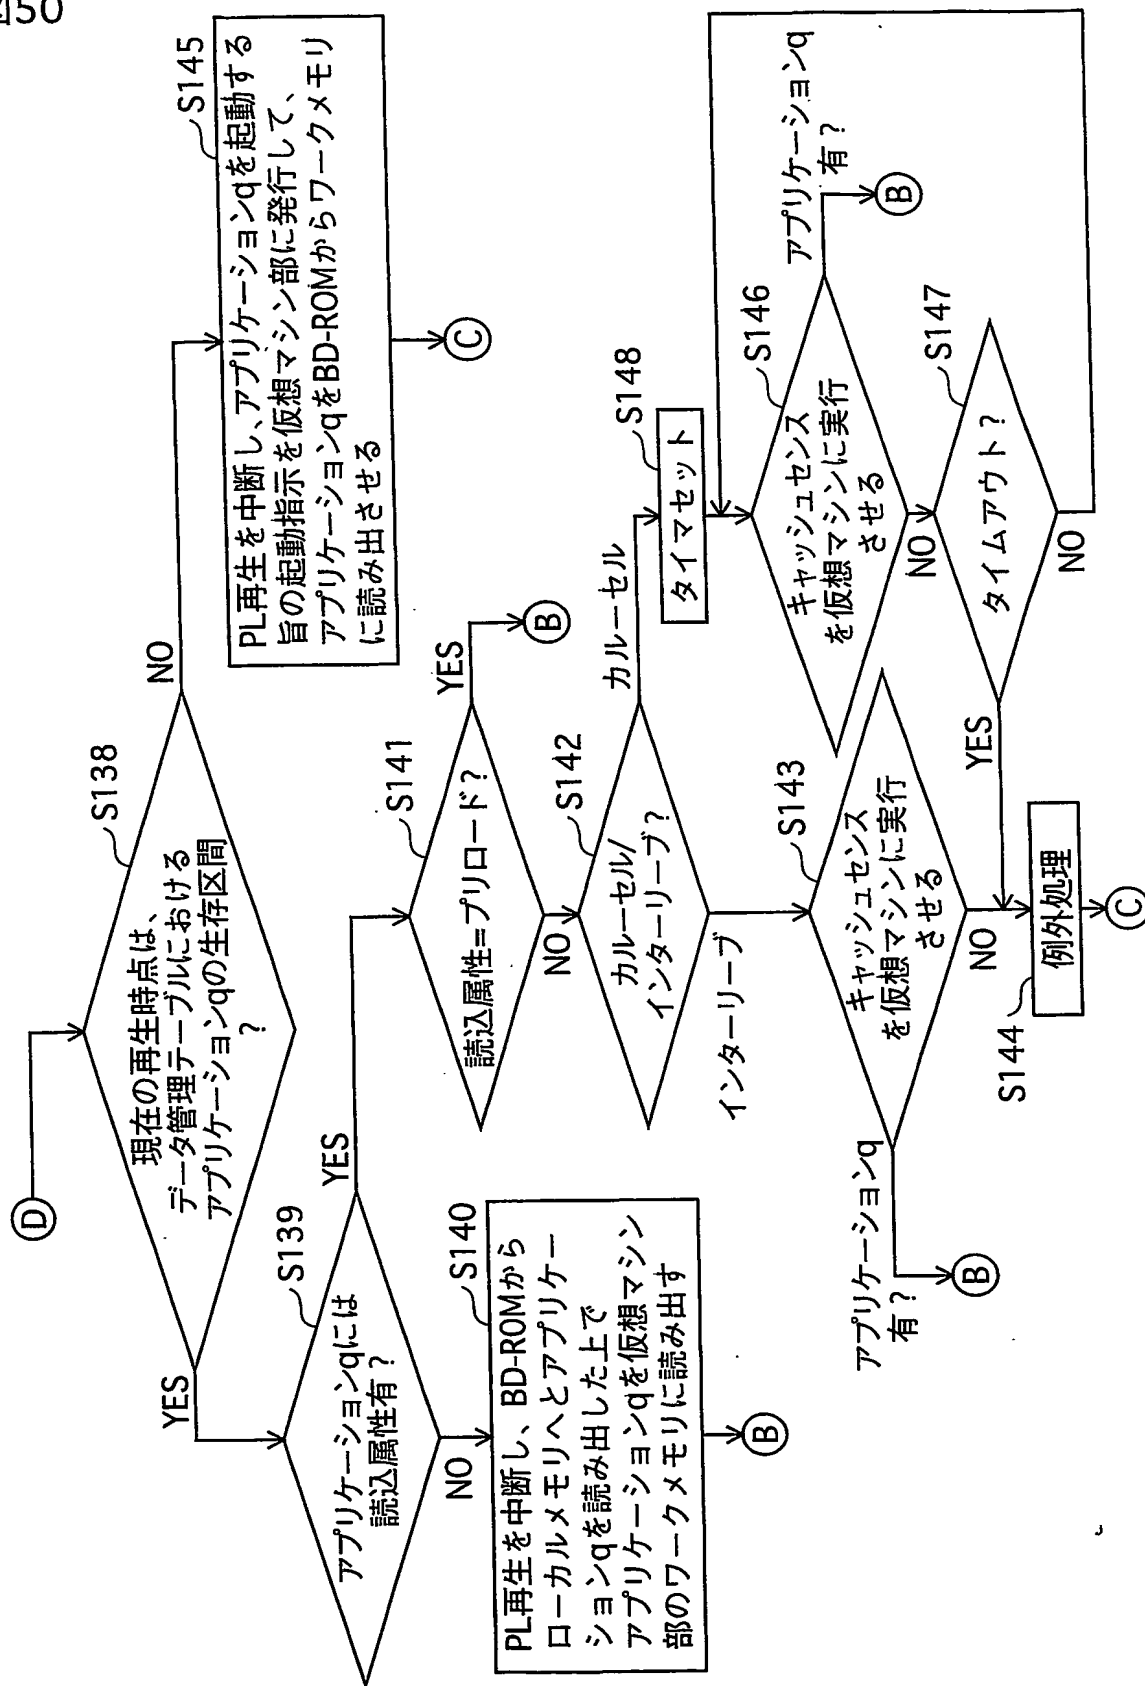 図50
D
現在の再生時点は、
データ管理テーブルにおける
アプリケーションqの生存区間
?
S138
YES
NO
PL再生を中断し、アプリケーションqを起動する
旨の起動指示を仮想マシン部に発行して、
アプリケーションqをBD-ROMからワークメモリ
に読み出させる
S145
C
アプリケーションqには
読込属性有?
S139
YES
NO
PL再生を中断し、BD-ROMから
ローカルメモリへとアプリケー
ションqを読み出した上で
アプリケーションqを仮想マシン
部のワークメモリに読み出す
S140
B
読込属性=プリロード?
S141
YES
B
NO
カルーセル/
インターリーブ?
S142
カルーセル
インターリーブ
タイマセット
S148
キャッシュセンス
を仮想マシンに実行
させる
S143
アプリケーションq
有?
B
NO
例外処理
S144
C
キャッシュセンス
を仮想マシンに実行
させる
S146
アプリケーションq
有?
B
NO
タイムアウト?
S147
YES
NO